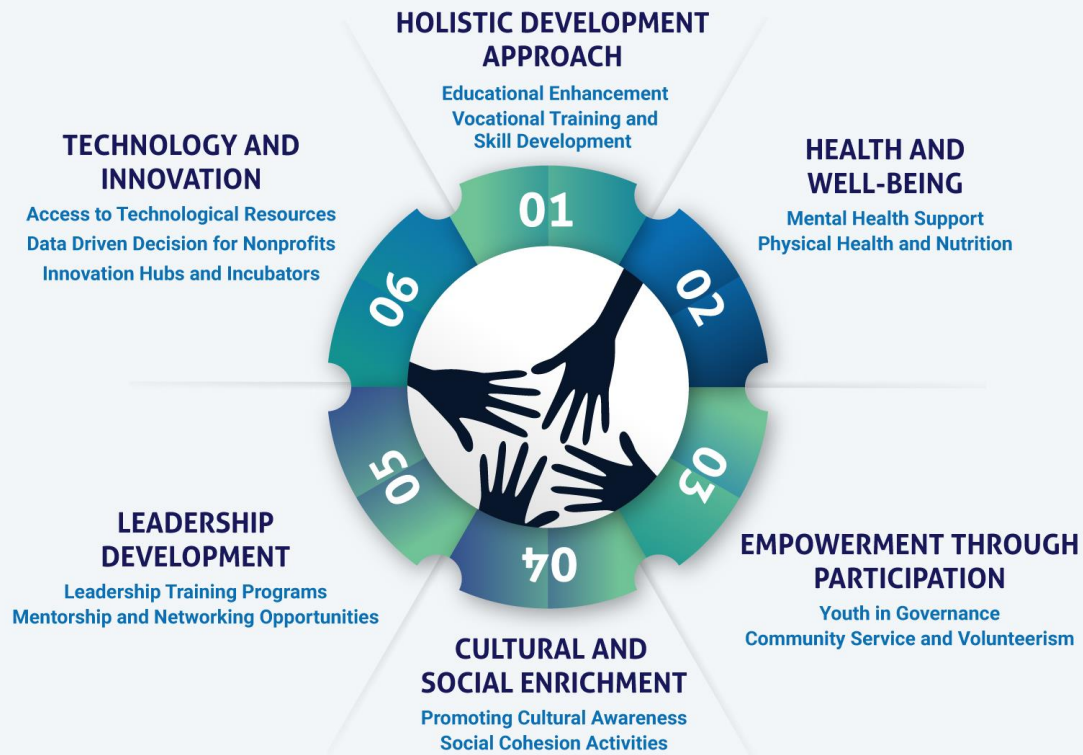 HOLISTIC DEVELOPMENT
APPROACH
Educational Enhancement
Vocational Training and
Skill Development
01
HEALTH AND
WELL-BEING
Mental Health Support
Physical Health and Nutrition
02
EMPOWERMENT THROUGH
PARTICIPATION
Youth in Governance
Community Service and Volunteerism
03
CULTURAL AND
SOCIAL ENRICHMENT
Promoting Cultural Awareness
Social Cohesion Activities
04
LEADERSHIP
DEVELOPMENT
Leadership Training Programs
Mentorship and Networking Opportunities
05
TECHNOLOGY AND
INNOVATION
Access to Technological Resources
Data Driven Decision for Nonprofits
Innovation Hubs and Incubators
06